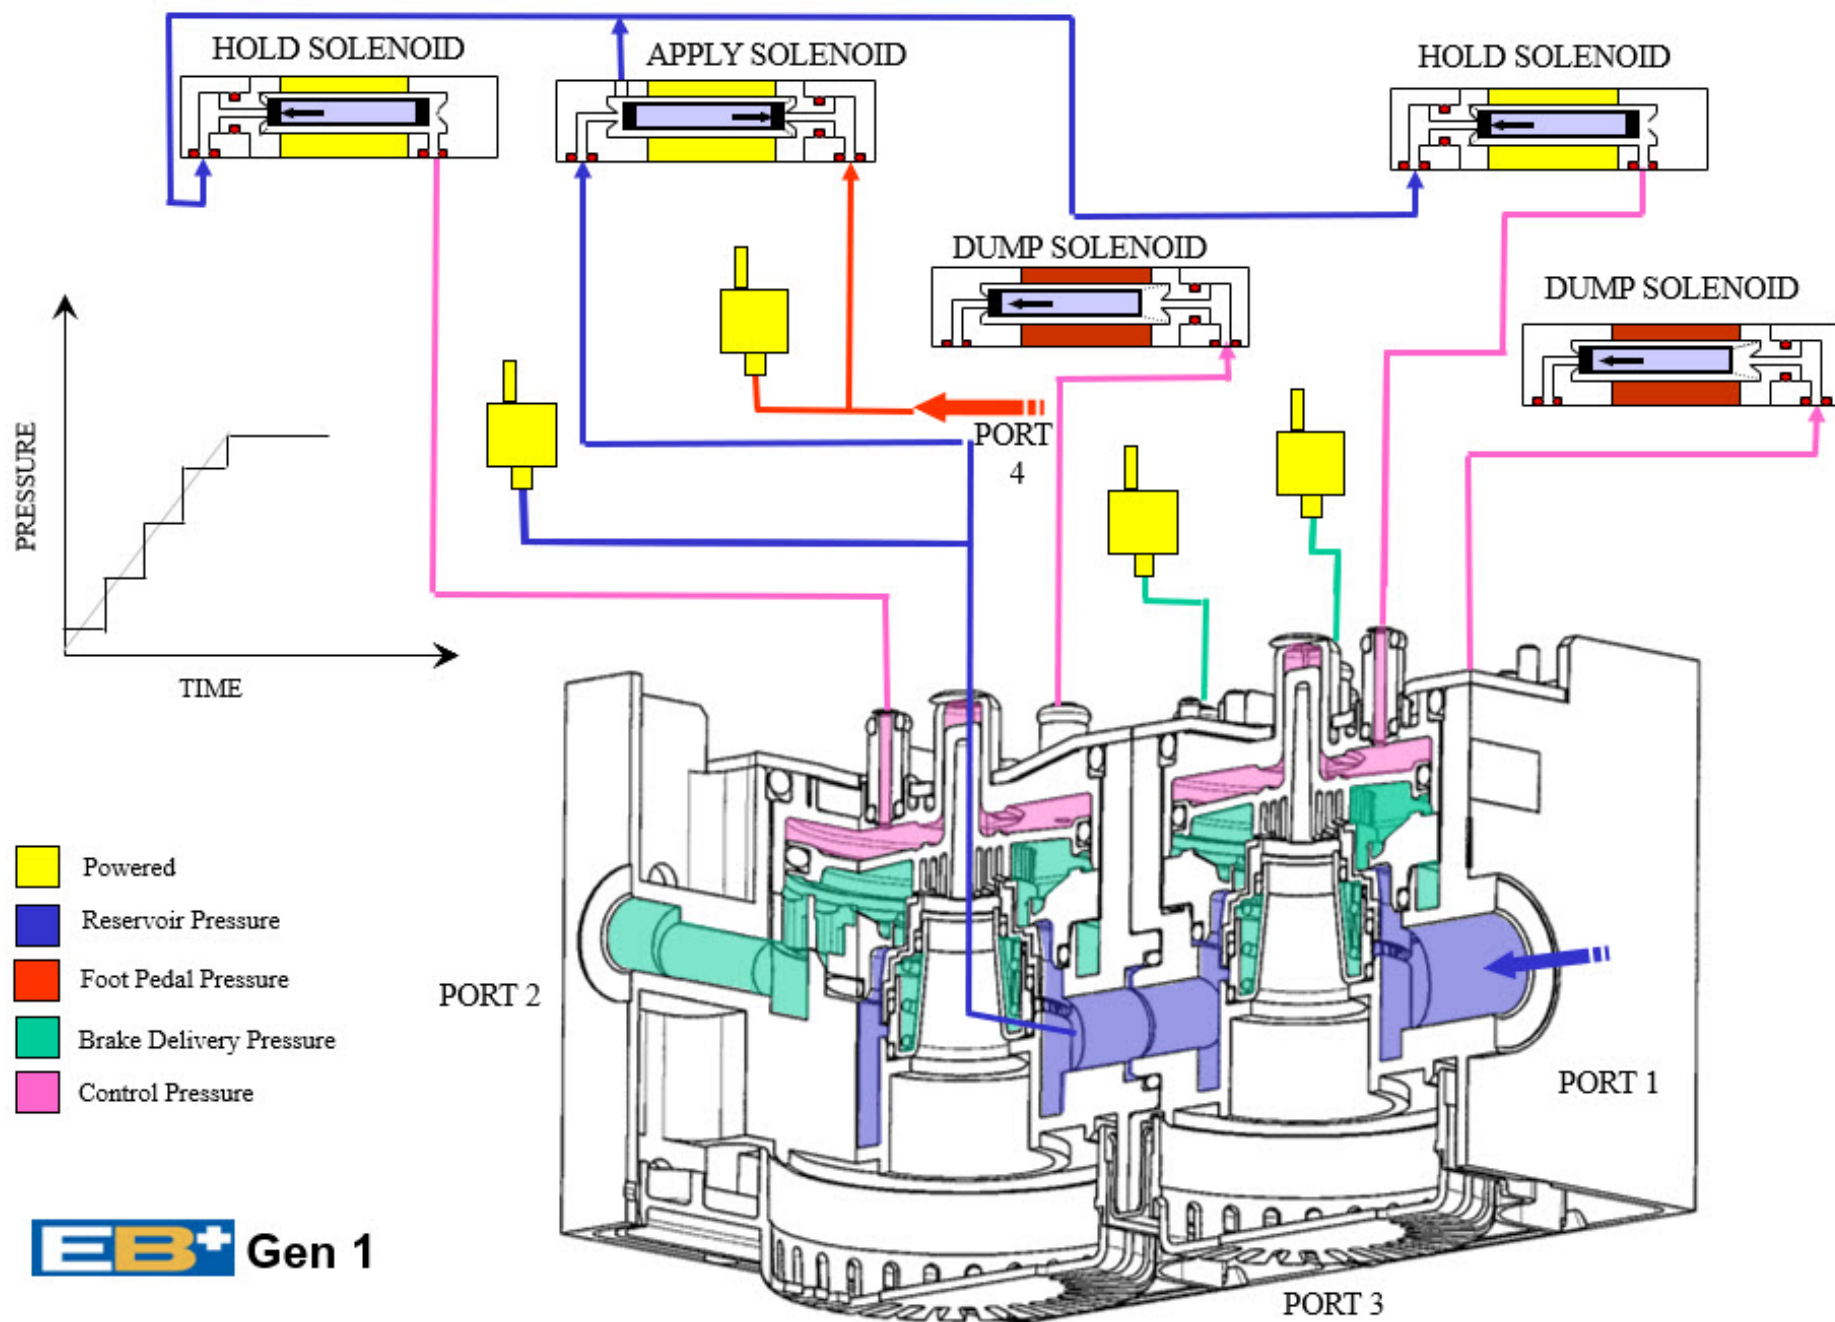 HOLD SOLENOID
APPLY SOLENOID
HOLD SOLENOID
DUMP SOLENOID
DUMP SOLENOID
PORT
4
PRESSURE
TIME
Powered
Reservoir Pressure
Foot Pedal Pressure
Brake Delivery Pressure
Control Pressure
PORT 2
PORT 1
PORT 3
EB+ Gen 1